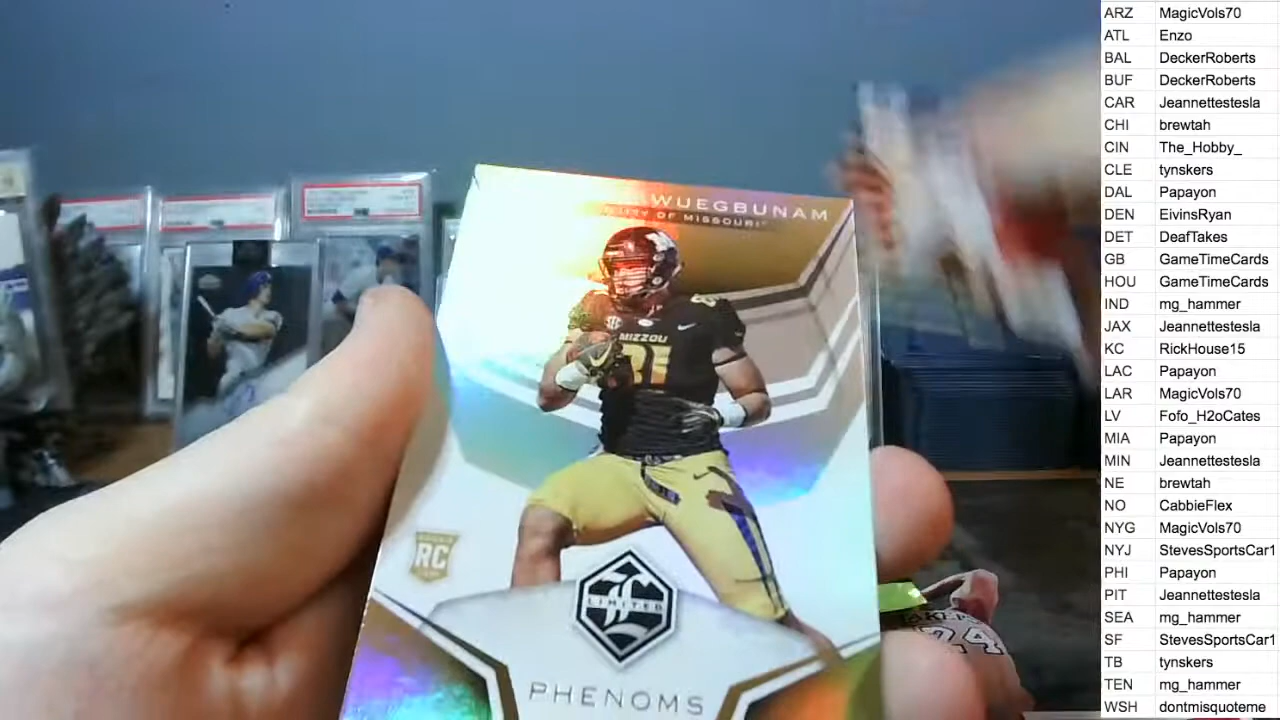 WUEGBUNAM
OF MISSOURI
MIZZOU
81
RC
LIMITED
PHENOMS
24
ARZ MagicVols70
ATL Enzo
BAL DeckerRoberts
BUF DeckerRoberts
CAR Jeannettestesla
CHI brewtah
CIN The_Hobby_
CLE tynskers
DAL Papayon
DEN EivinsRyan
DET DeafTakes
GB GameTimeCards
HOU GameTimeCards
IND mg_hammer
JAX Jeannettestesla
KC RickHouse15
LAC Papayon
LAR MagicVols70
LV Fofo_H2oCates
MIA Papayon
MIN Jeannettestesla
NE brewtah
NO CabbieFlex
NYG MagicVols70
NYJ StevesSportsCar1
PHI Papayon
PIT Jeannettestesla
SEA mg_hammer
SF StevesSportsCar1
TB tynskers
TEN mg_hammer
WSH dontmisquoteme